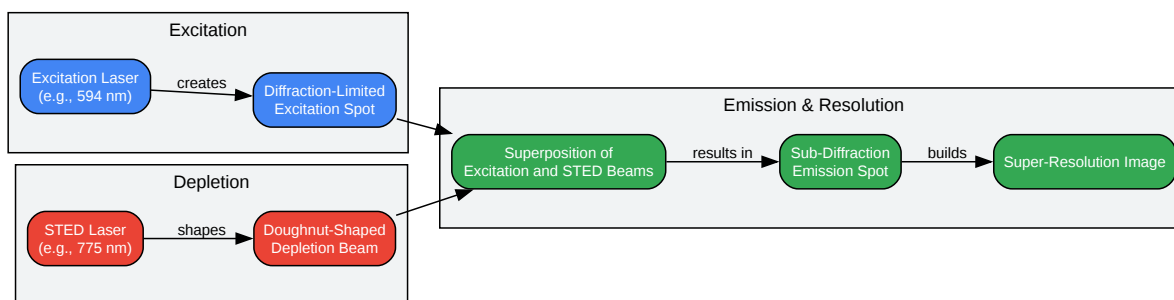 Excitation
Excitation Laser
(e.g., 594 nm)
creates
Diffraction-Limited
Excitation Spot
Depletion
STED Laser
(e.g., 775 nm)
shapes
Doughnut-Shaped
Depletion Beam
Emission & Resolution
Superposition of
Excitation and STED Beams
results in
Sub-Diffraction
Emission Spot
builds
Super-Resolution Image